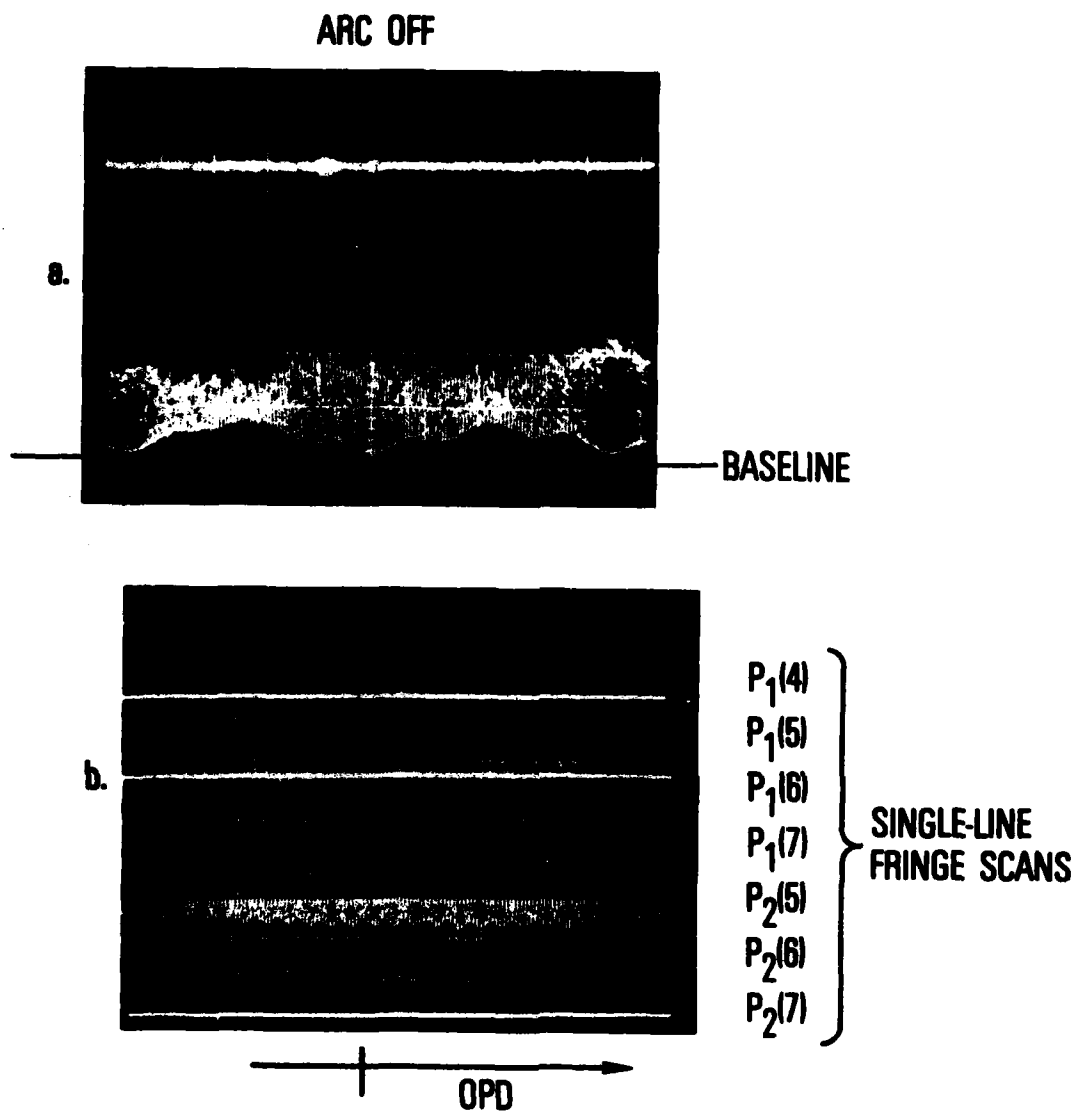 ARC OFF
a.
BASELINE
b.
P₁(4)
P₁(5)
P₁(6)
P₁(7)
P₂(5)
P₂(6)
P₂(7)
SINGLE-LINE
FRINGE SCANS
OPD